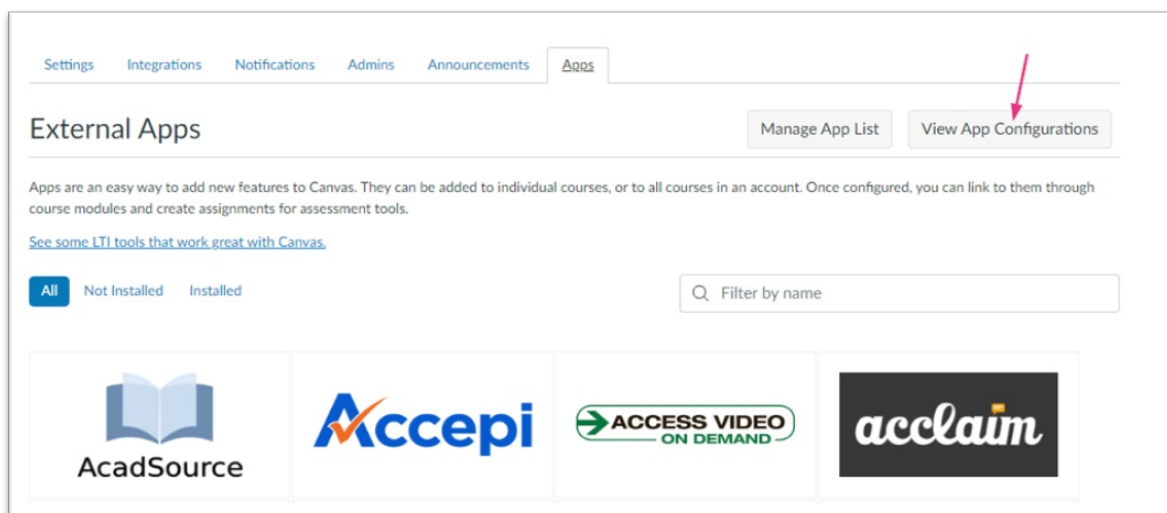 Settings Integrations Notifications Admins Announcements Apps
External Apps
Manage App List View App Configurations
Apps are an easy way to add new features to Canvas. They can be added to individual courses, or to all courses in an account. Once configured, you can link to them through
course modules and create assignments for assessment tools.
See some LTI tools that work great with Canvas.
All Not Installed Installed
Filter by name
AcadSource
Accepi
ACCESS VIDEO
ON DEMAND
acclaim